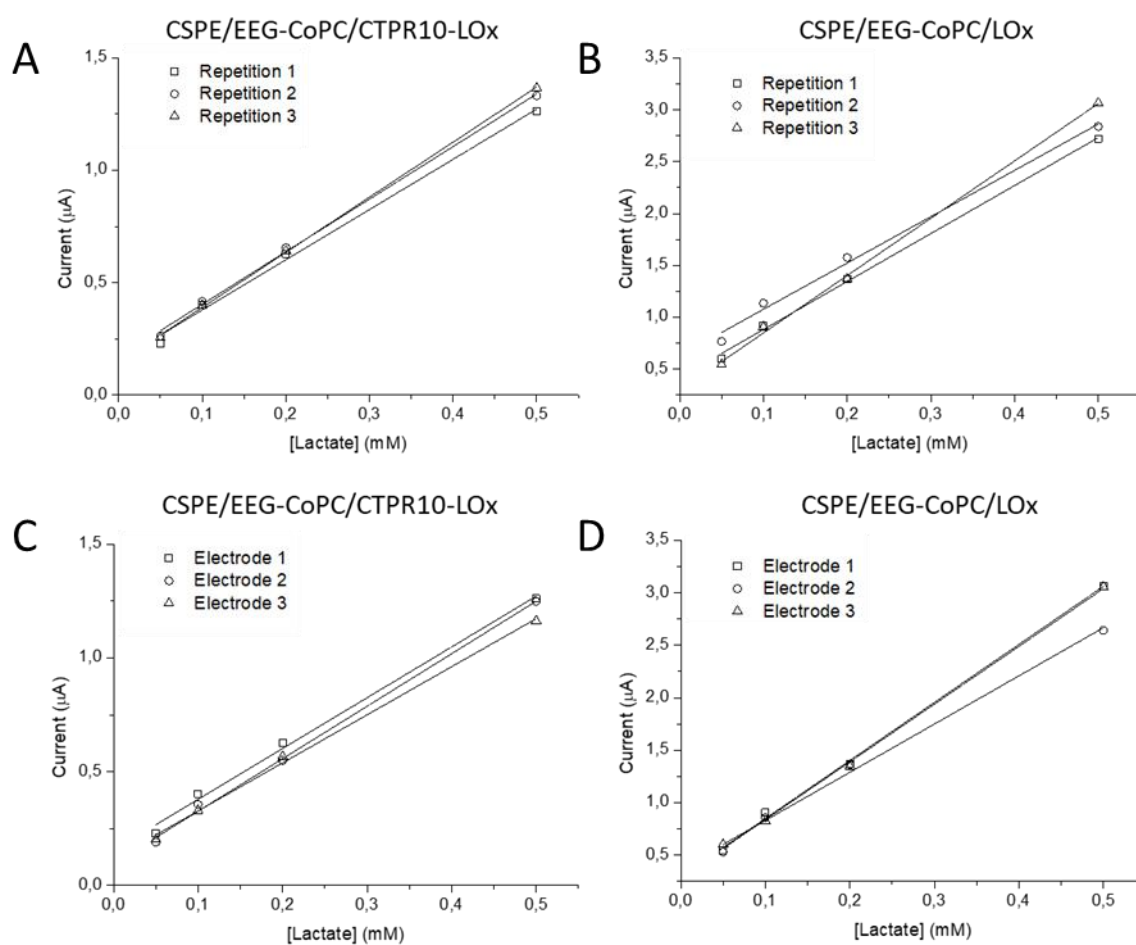 A
CSPE/EEG-CoPC/CTPR10-LOx
Repetition 1
Repetition 2
Repetition 3
1,5
1,0
0,5
0,0
Current (μA)
0,0 0,1 0,2 0,3 0,4 0,5
[Lactate] (mM)
B
CSPE/EEG-CoPC/LOx
Repetition 1
Repetition 2
Repetition 3
3,5
3,0
2,5
2,0
1,5
1,0
0,5
Current (μA)
0,0 0,1 0,2 0,3 0,4 0,5
[Lactate] (mM)
C
CSPE/EEG-CoPC/CTPR10-LOx
Electrode 1
Electrode 2
Electrode 3
1,5
1,0
0,5
0,0
Current (μA)
0,0 0,1 0,2 0,3 0,4 0,5
[Lactate] (mM)
D
CSPE/EEG-CoPC/LOx
Electrode 1
Electrode 2
Electrode 3
3,5
3,0
2,5
2,0
1,5
1,0
0,5
Current (μA)
0,0 0,1 0,2 0,3 0,4 0,5
[Lactate] (mM)